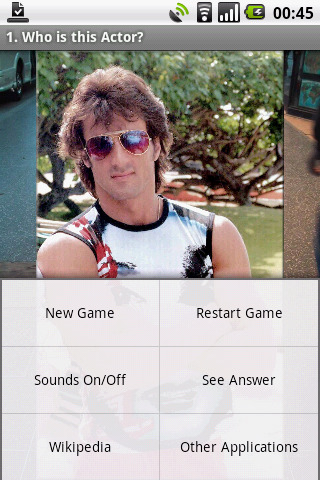 00:45
1. Who is this Actor?
New Game
Restart Game
Sounds On/Off
See Answer
Wikipedia
Other Applications